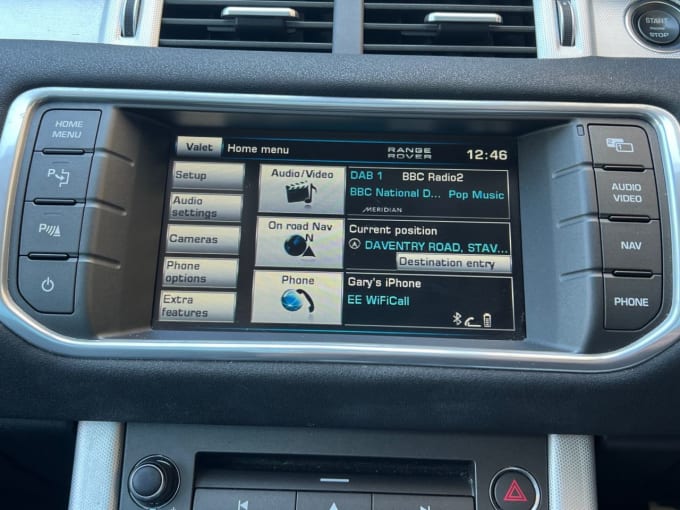 START
STOP
HOME
MENU
P
P
Valet
Home menu
RANGE
ROVER
12:46
Setup
Audio
settings
Cameras
Phone
options
Extra
features
Audio/Video
DAB 1 BBC Radio2
BBC National D... Pop Music
MERIDIAN
On road Nav
N
Current position
DAVENTRY ROAD, STAV...
Destination entry
Phone
Gary's iPhone
EE WiFiCall
1
AUDIO
VIDEO
NAV
PHONE